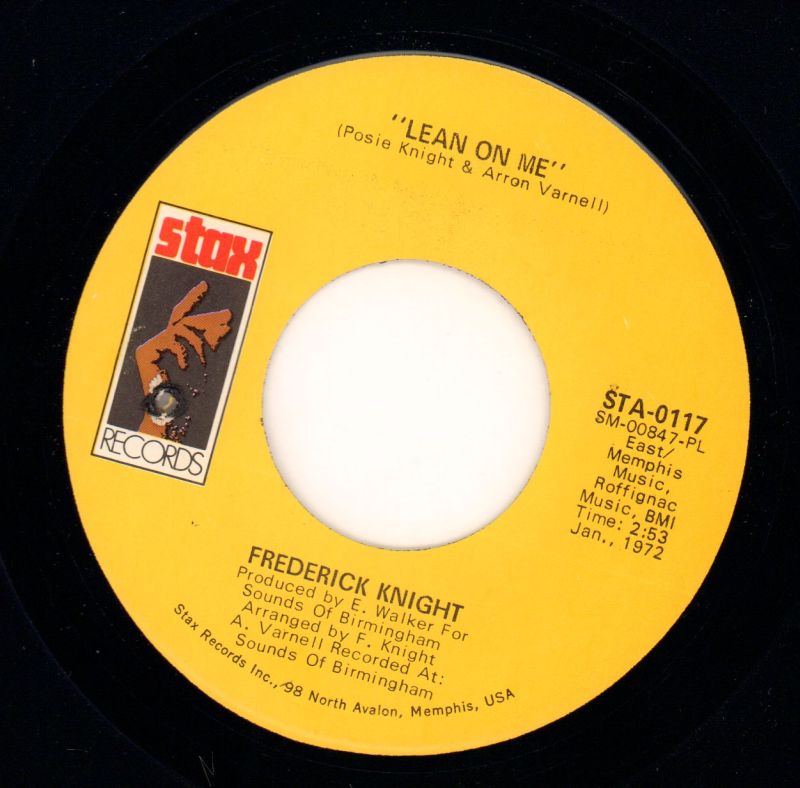 "LEAN ON ME"
(Posie Knight & Arron Varnell)
stax
RECORDS
STA-0117
SM-00847-PL
East/
Memphis
Music,
Roffignac
Music, BMI
Time: 2:53
Jan., 1972
FREDERICK KNIGHT
Produced by E. Walker For
Sounds Of Birmingham
Arranged by F. Knight
A. Varnell Recorded At:
Sounds Of Birmingham
Stax Records Inc., 98 North Avalon, Memphis, USA